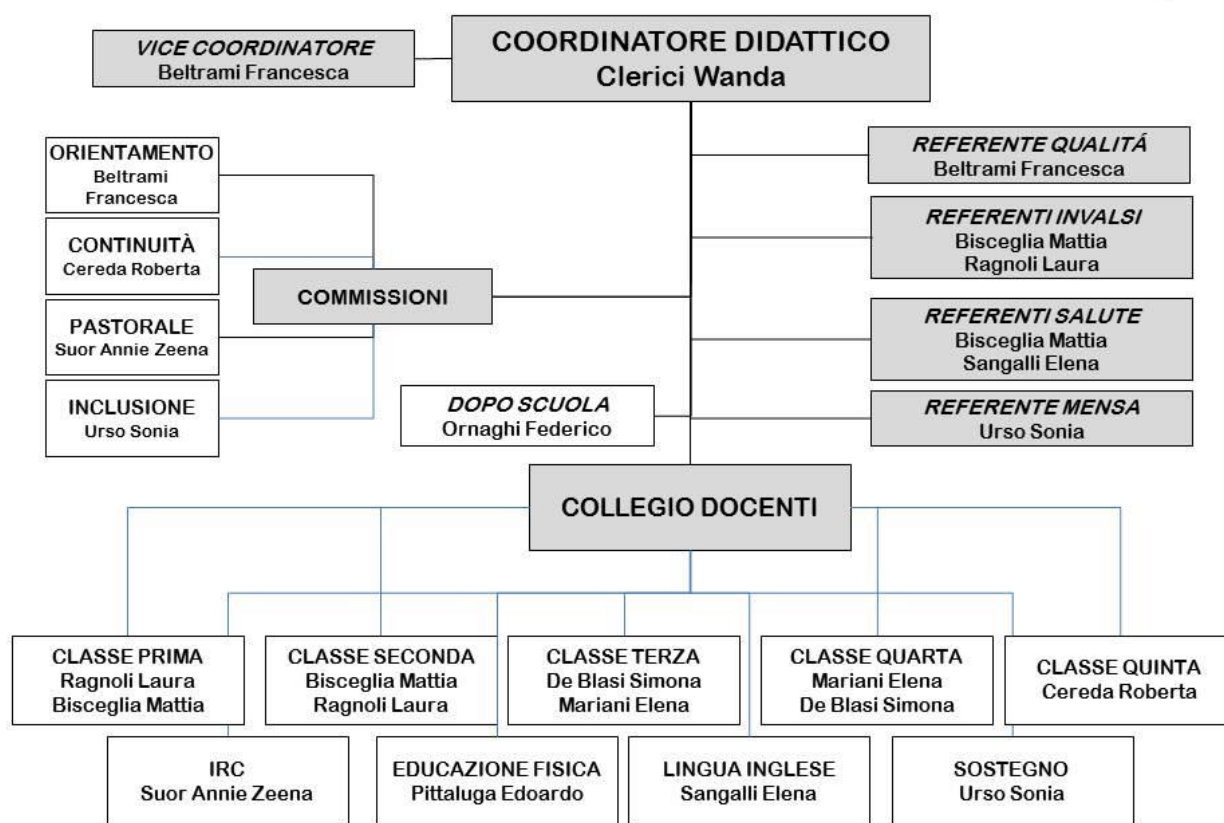 VICE COORDINATORE
Beltrami Francesca
COORDINATORE DIDATTICO
Clerici Wanda
ORIENTAMENTO
Beltrami
Francesca
CONTINUITÀ
Cereda Roberta
PASTORALE
Suor Annie Zeena
INCLUSIONE
Urso Sonia
COMMISSIONI
REFERENTE QUALITÁ
Beltrami Francesca
REFERENTI INVALSI
Bisceglia Mattia
Ragnoli Laura
REFERENTI SALUTE
Bisceglia Mattia
Sangalli Elena
REFERENTE MENSA
Urso Sonia
DOPO SCUOLA
Ornaghi Federico
COLLEGIO DOCENTI
CLASSE PRIMA
Ragnoli Laura
Bisceglia Mattia
CLASSE SECONDA
Bisceglia Mattia
Ragnoli Laura
CLASSE TERZA
De Blasi Simona
Mariani Elena
CLASSE QUARTA
Mariani Elena
De Blasi Simona
CLASSE QUINTA
Cereda Roberta
IRC
Suor Annie Zeena
EDUCAZIONE FISICA
Pittaluga Edoardo
LINGUA INGLESE
Sangalli Elena
SOSTEGNO
Urso Sonia